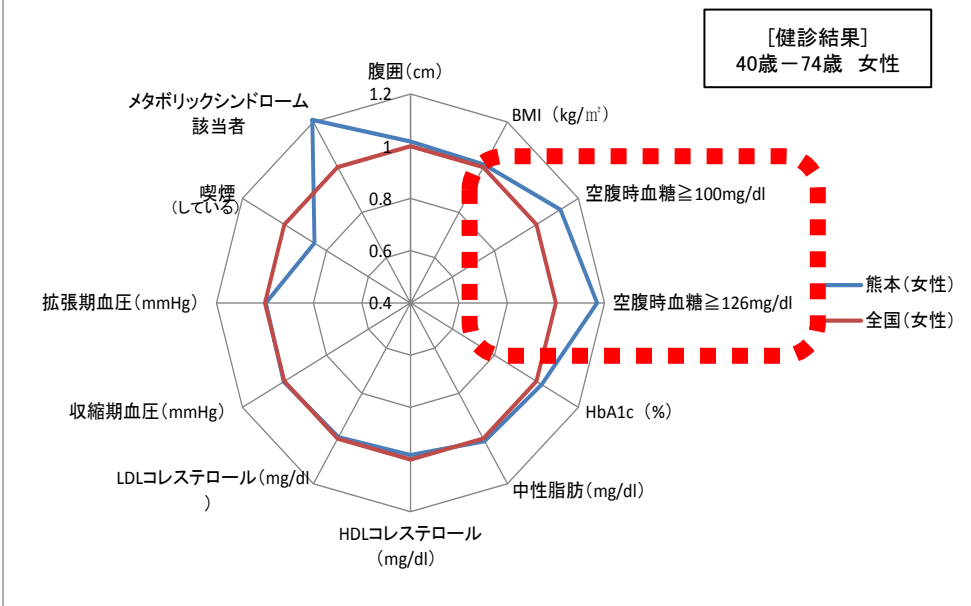 [健診結果]
40歳－74歳 女性
腹囲(cm)
1.2
1
0.8
0.6
0.4
BMI（kg/㎡）
空腹時血糖≧100mg/dl
空腹時血糖≧126mg/dl
HbA1c（%）
中性脂肪(mg/dl)
HDLコレステロール
（mg/dl）
LDLコレステロール(mg/dl
)
収縮期血圧(mmHg)
拡張期血圧(mmHg)
喫煙
(している)
メタボリックシンドローム
該当者
熊本(女性)
全国(女性)